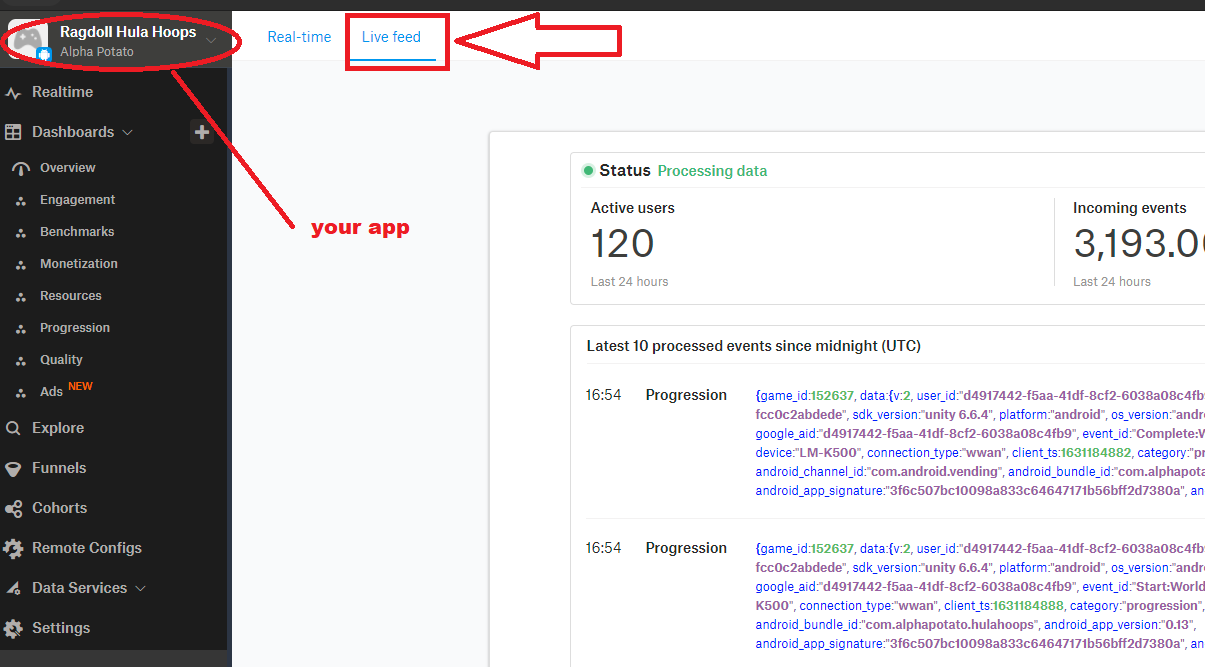 Ragdoll Hula Hoops
Alpha Potato
Real-time
Live feed
Realtime
Dashboards
Overview
Engagement
Benchmarks
Monetization
Resources
Progression
Quality
Ads NEW
Explore
Funnels
Cohorts
Remote Configs
Data Services
Settings
your app
Status Processing data
Active users
120
Last 24 hours
Incoming events
3,193.0
Last 24 hours
Latest 10 processed events since midnight (UTC)
16:54 Progression
{game_id:152637, data:{v:2, user_id:"d4917442-f5aa-41df-8cf2-6038a08c4fb
fcc0c2abdede", sdk_version:"unity 6.6.4", platform:"android", os_version:"andr
google_aid:"d4917442-f5aa-41df-8cf2-6038a08c4fb9", event_id:"Complete:W
device:"LM-K500", connection_type:"wwan", client_ts:1631184882, category:"pr
android_channel_id:"com.android.vending", android_bundle_id:"com.alphapota
android_app_signature:"3f6c507bc10098a833c64647171b56bff2d7380a", an
16:54 Progression
{game_id:152637, data:{v:2, user_id:"d4917442-f5aa-41df-8cf2-6038a08c4fb
fcc0c2abdede", sdk_version:"unity 6.6.4", platform:"android", os_version:"andr
google_aid:"d4917442-f5aa-41df-8cf2-6038a08c4fb9", event_id:"Start:World
K500", connection_type:"wwan", client_ts:1631184888, category:"progression",
android_bundle_id:"com.alphapotato.hulahoops", android_app_version:"0.13",
android_app_signature:"3f6c507bc10098a833c64647171b56bff2d7380a", an